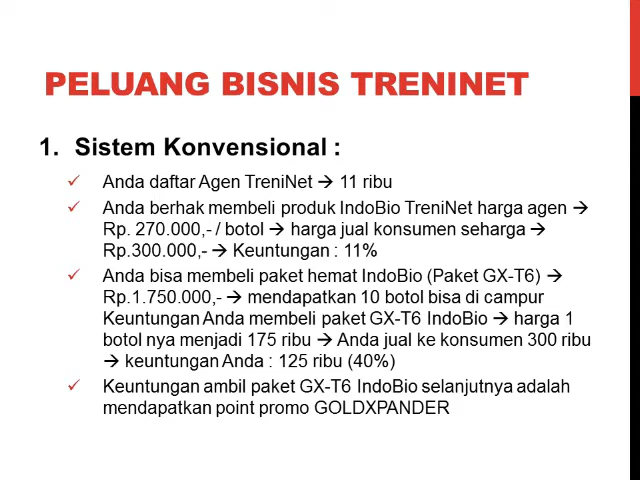 PELUANG BISNIS TRENINET
1. Sistem Konvensional :
✓ Anda daftar Agen TreniNet → 11 ribu
✓ Anda berhak membeli produk IndoBio TreniNet harga agen →
Rp. 270.000,- / botol → harga jual konsumen seharga →
Rp.300.000,- → Keuntungan : 11%
✓ Anda bisa membeli paket hemat IndoBio (Paket GX-T6) →
Rp.1.750.000,- → mendapatkan 10 botol bisa di campur
Keuntungan Anda membeli paket GX-T6 IndoBio → harga 1
botol nya menjadi 175 ribu → Anda jual ke konsumen 300 ribu
→ keuntungan Anda : 125 ribu (40%)
✓ Keuntungan ambil paket GX-T6 IndoBio selanjutnya adalah
mendapatkan point promo GOLDXPANDER